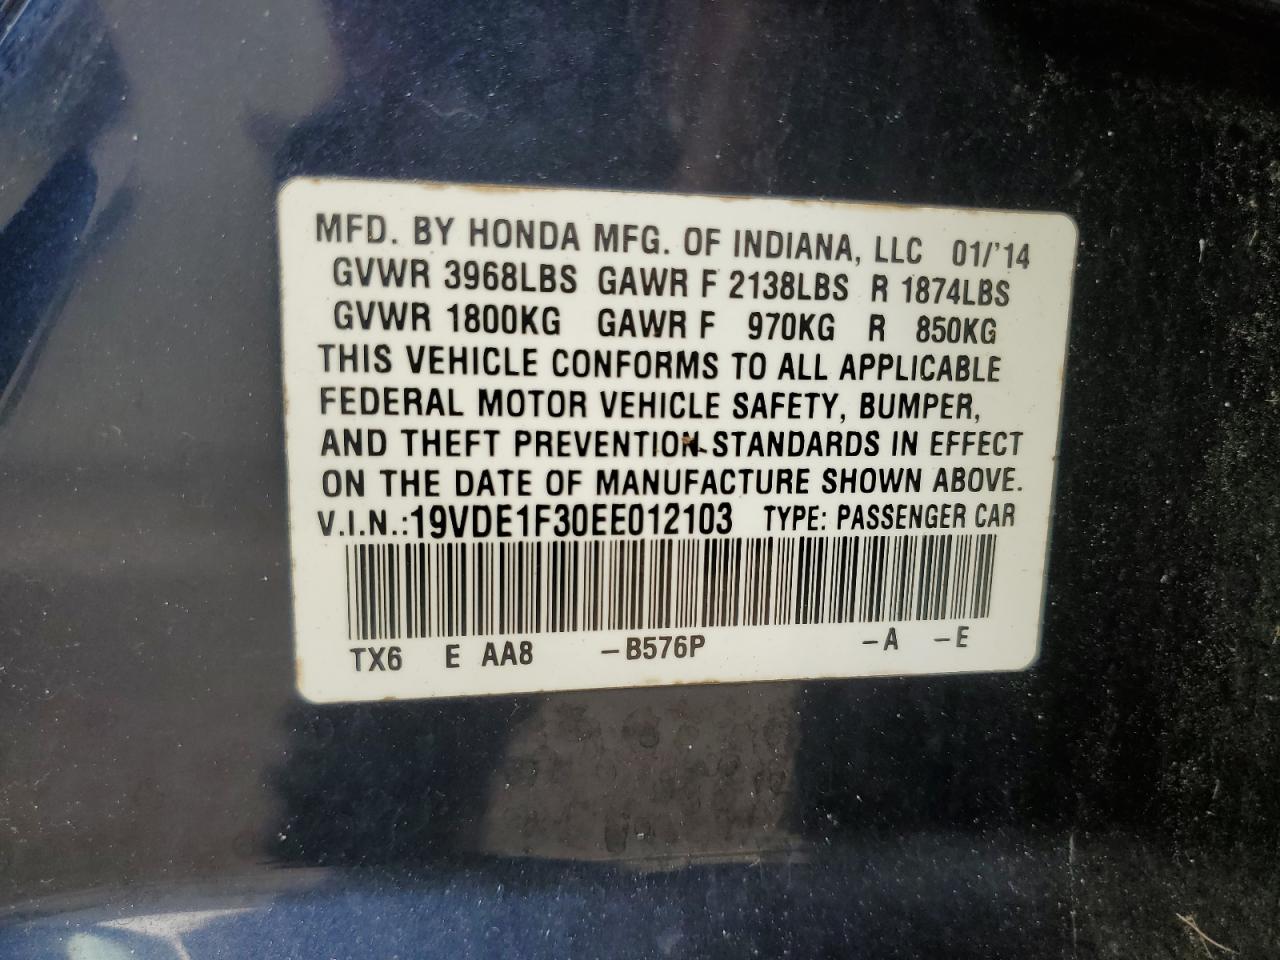 MFD. BY HONDA MFG. OF INDIANA, LLC 01/'14
GVWR 3968LBS GAWR F 2138LBS R 1874LBS
GVWR 1800KG GAWR F 970KG R 850KG
THIS VEHICLE CONFORMS TO ALL APPLICABLE
FEDERAL MOTOR VEHICLE SAFETY, BUMPER,
AND THEFT PREVENTION STANDARDS IN EFFECT
ON THE DATE OF MANUFACTURE SHOWN ABOVE.
V.I.N.:19VDE1F30EE012103 TYPE: PASSENGER CAR
TX6 E AA8 -B576P -A -E